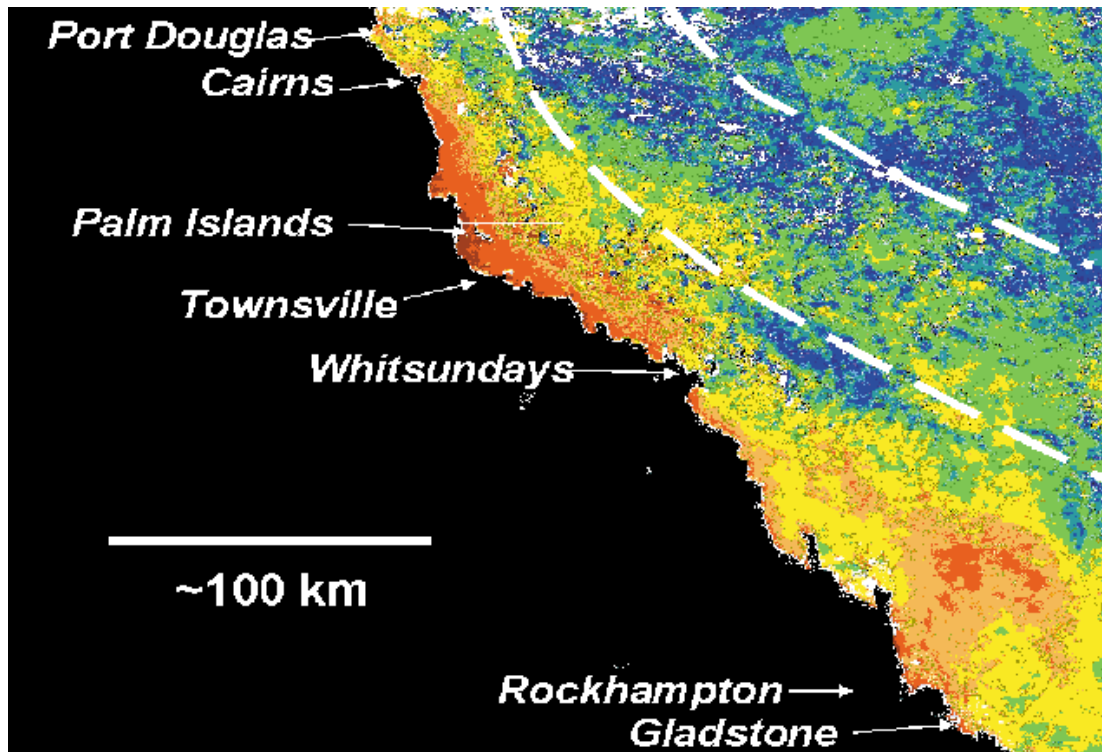 Port Douglas
Cairns
Palm Islands
Townsville
Whitsundays
~100 km
Rockhampton
Gladstone